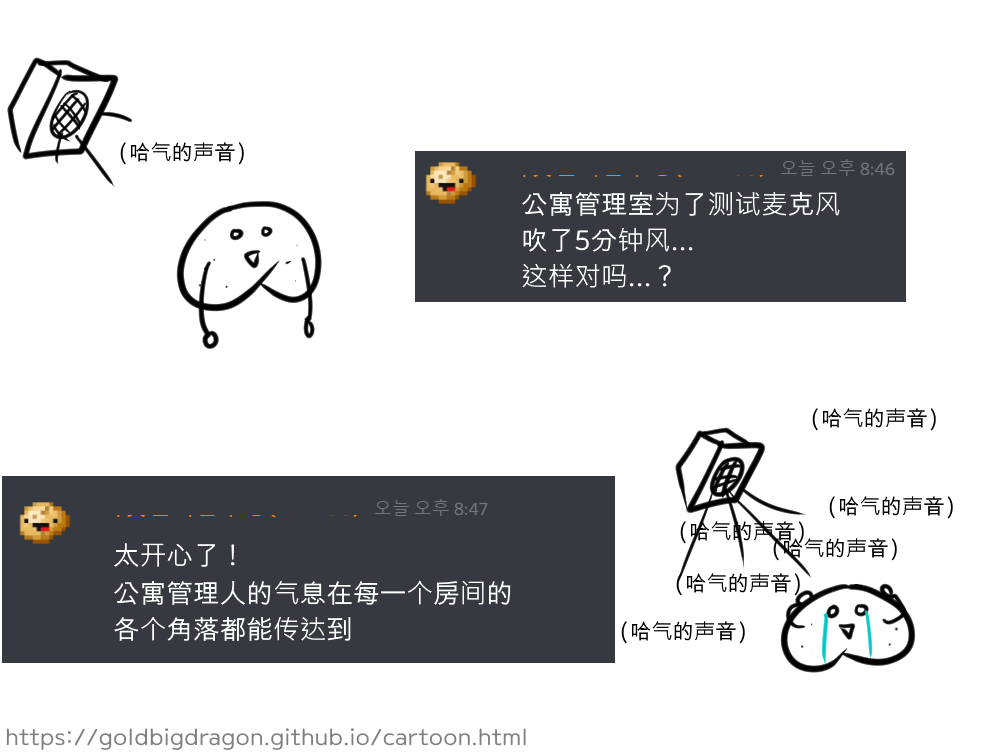 (哈气的声音)
오늘 오후 8:46
公寓管理室为了测试麦克风
吹了5分钟风...
这样对吗...？
(哈气的声音)
오늘 오후 8:47
太开心了！
公寓管理人的气息在每一个房间的
各个角落都能传达到
(哈气的声音)
(哈气的声音)
(哈气的声音)
(哈气的声音)
(哈气的声音)
https://goldbigdragon.github.io/cartoon.html